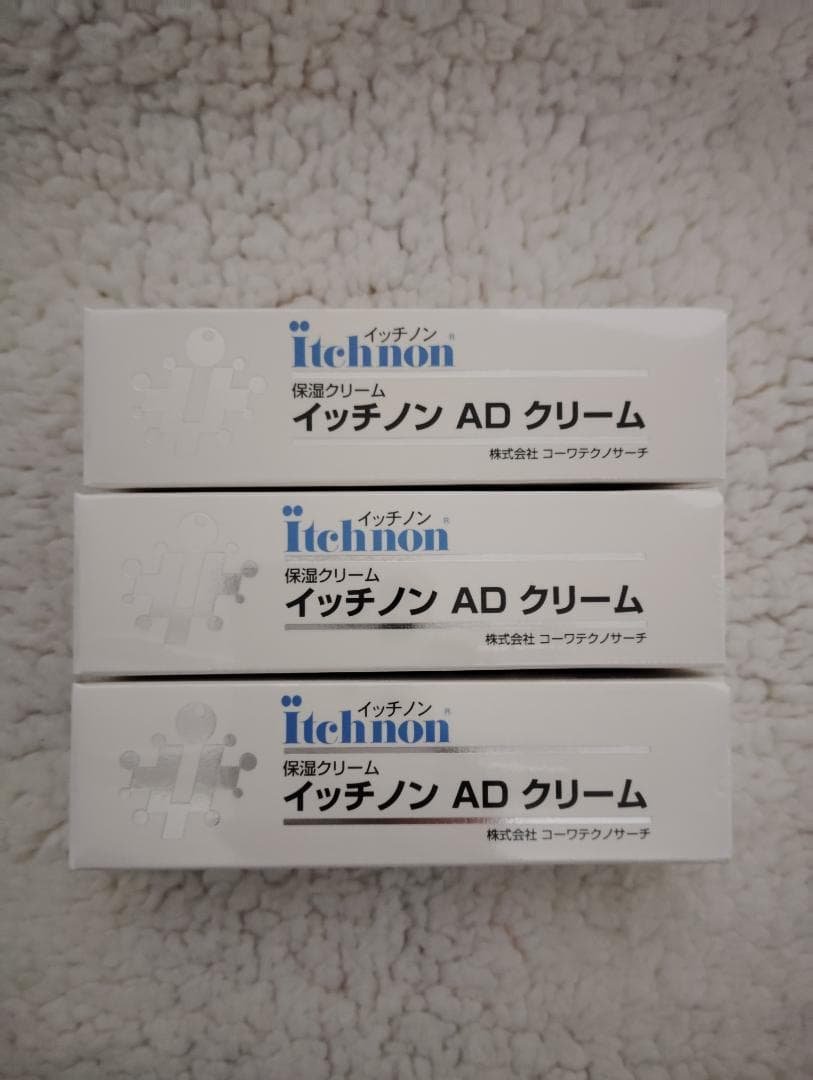 イッチノン®
itchnon
保湿クリーム
イッチノン AD クリーム
株式会社 コーワテクノサーチ
イッチノン®
itchnon
保湿クリーム
イッチノン AD クリーム
株式会社 コーワテクノサーチ
イッチノン®
itchnon
保湿クリーム
イッチノン AD クリーム
株式会社 コーワテクノサーチ